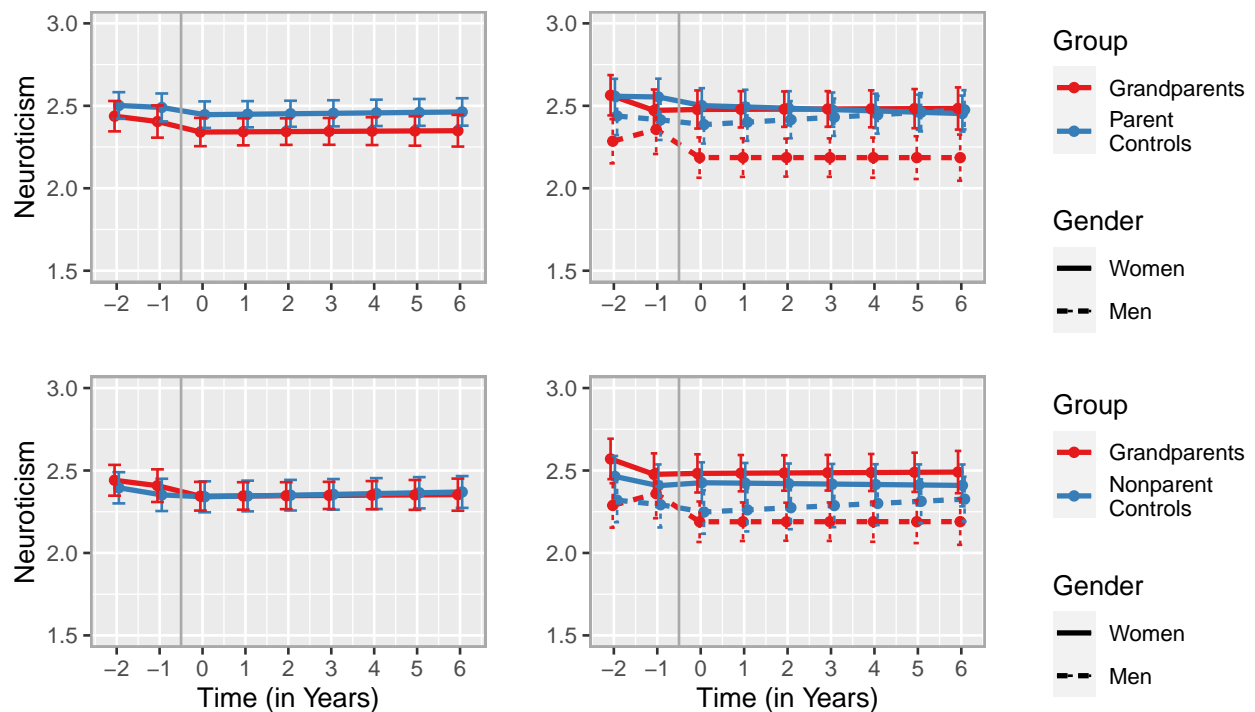 3.0
2.5
2.0
1.5
Neuroticism
−2 −1 0 1 2 3 4 5 6
3.0
2.5
2.0
1.5
−2 −1 0 1 2 3 4 5 6
Group
Grandparents
Parent
Controls
Gender
Women
Men
3.0
2.5
2.0
1.5
Neuroticism
−2 −1 0 1 2 3 4 5 6
Time (in Years)
3.0
2.5
2.0
1.5
−2 −1 0 1 2 3 4 5 6
Time (in Years)
Group
Grandparents
Nonparent
Controls
Gender
Women
Men